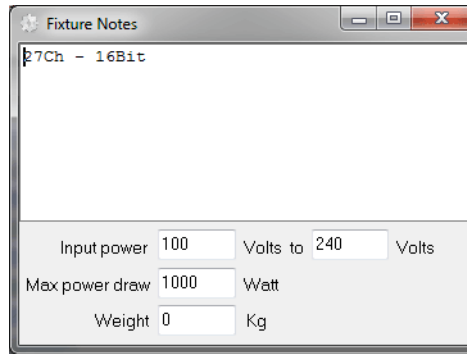 Fixture Notes
27Ch - 16Bit
Input power 100 Volts to 240 Volts
Max power draw 1000 Watt
Weight 0 Kg